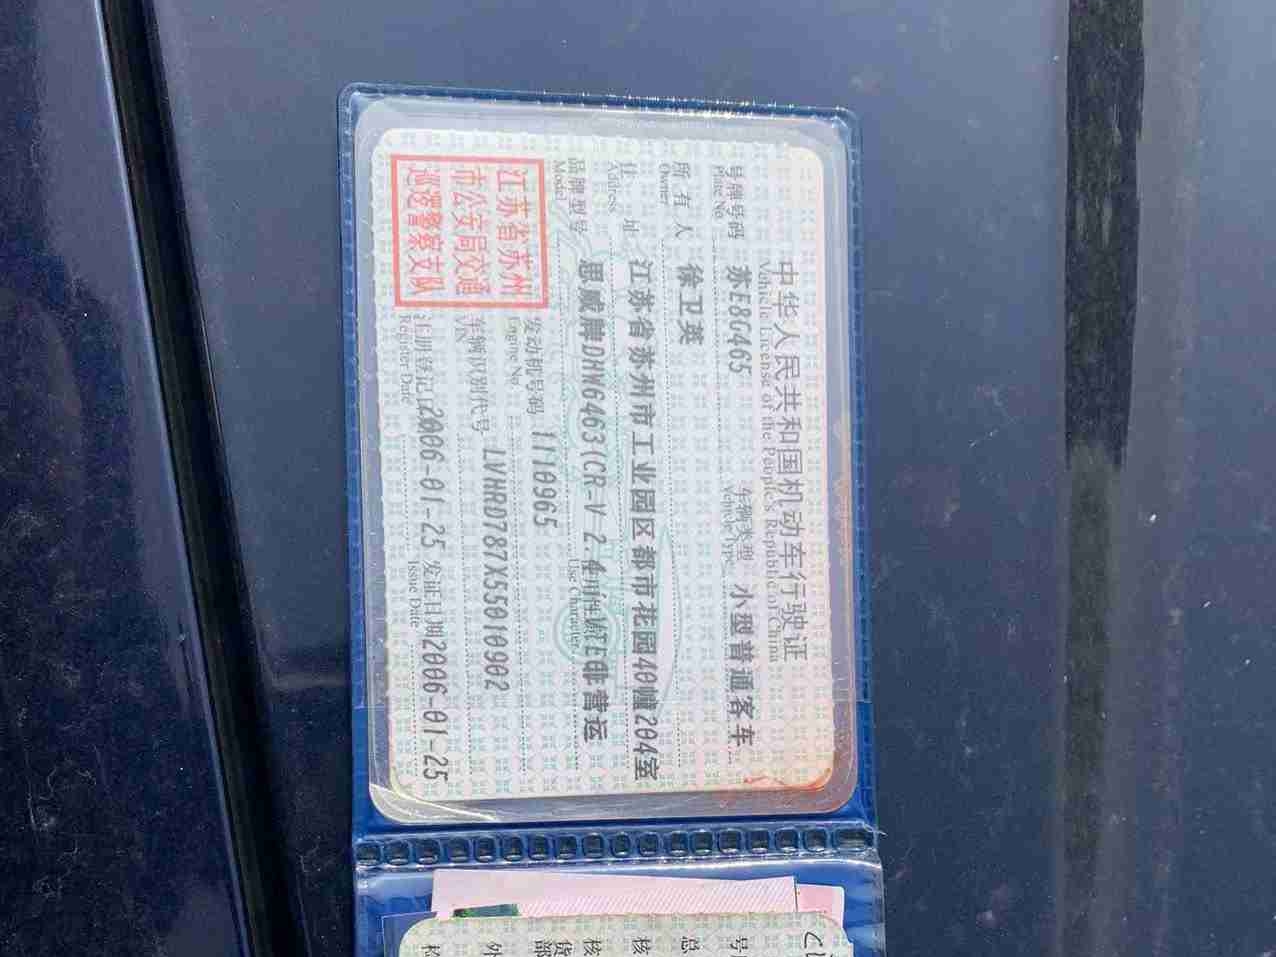 中华人民共和国机动车行驶证
Vehicle License of the People's Republic of China
号牌号码 苏E8G465 车辆类型 小型普通客车
Plate No. Vehicle Type
所有人 徐卫英
Owner
住 址 江苏省苏州市工业园区都市花园40幢204室
Address
品牌型号 思威牌DHW6463(CR-V 2.4 使用性质 非营运
Model Use Character
江苏省苏州
市公安局交通
巡逻警察支队
发动机号码 1110965
Engine No.
车辆识别代号 LVHRD787X55010902
VIN
注册登记日 2006-01-25 发证日期 2006-01-25
Register Date Issue Date
号
总
核
核
货部
外
检